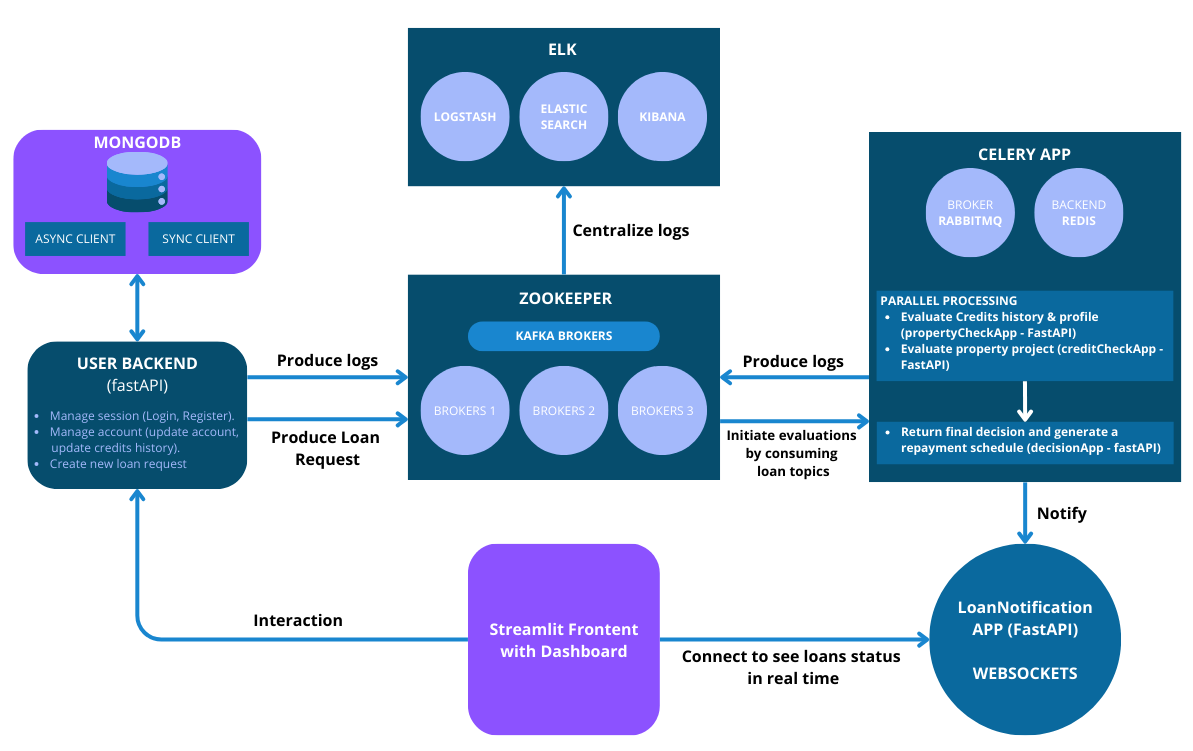 ELK
LOGSTASH
ELASTIC
SEARCH
KIBANA
MONGODB
ASYNC CLIENT
SYNC CLIENT
CELERY APP
BROKER
RABBITMQ
BACKEND
REDIS
Centralize logs
ZOOKEEPER
KAFKA BROKERS
BROKERS 1
BROKERS 2
BROKERS 3
PARALLEL PROCESSING
• Evaluate Credits history & profile
(propertyCheckApp - FastAPI)
• Evaluate property project (creditCheckApp -
FastAPI)
• Return final decision and generate a
repayment schedule (decisionApp - fastAPI)
USER BACKEND
(fastAPI)
• Manage session (Login, Register).
• Manage account (update account,
update credits history).
• Create new loan request
Produce logs
Produce Loan
Request
Produce logs
Initiate evaluations
by consuming
loan topics
Notify
Interaction
Streamlit Frontent
with Dashboard
Connect to see loans status
in real time
LoanNotification
APP (FastAPI)
WEBSOCKETS